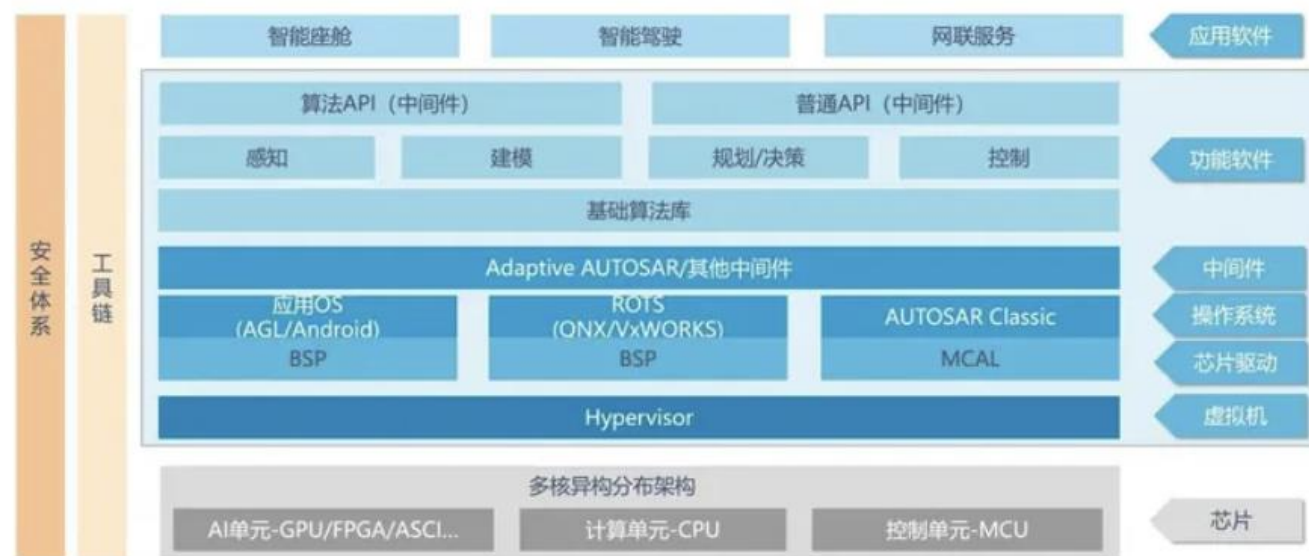 安全体系
工具链
智能座舱
智能驾驶
网联服务
应用软件
算法API（中间件）
普通API（中间件）
感知
建模
规划/决策
控制
功能软件
基础算法库
Adaptive AUTOSAR/其他中间件
中间件
应用OS
(AGL/Android)
ROTS
(QNX/VxWORKS)
AUTOSAR Classic
操作系统
BSP
BSP
MCAL
芯片驱动
Hypervisor
虚拟机
多核异构分布架构
AI单元-GPU/FPGA/ASCI...
计算单元-CPU
控制单元-MCU
芯片